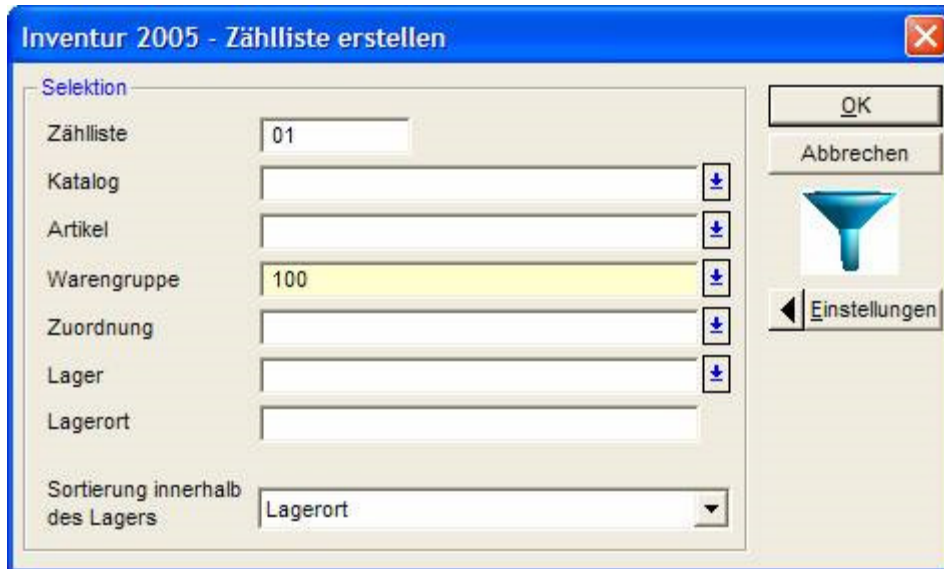 Inventur 2005 - Zählliste erstellen
Selektion
Zählliste 01
Katalog
Artikel
Warengruppe 100
Zuordnung
Lager
Lagerort
Sortierung innerhalb
des Lagers
Lagerort
OK
Abbrechen
Einstellungen